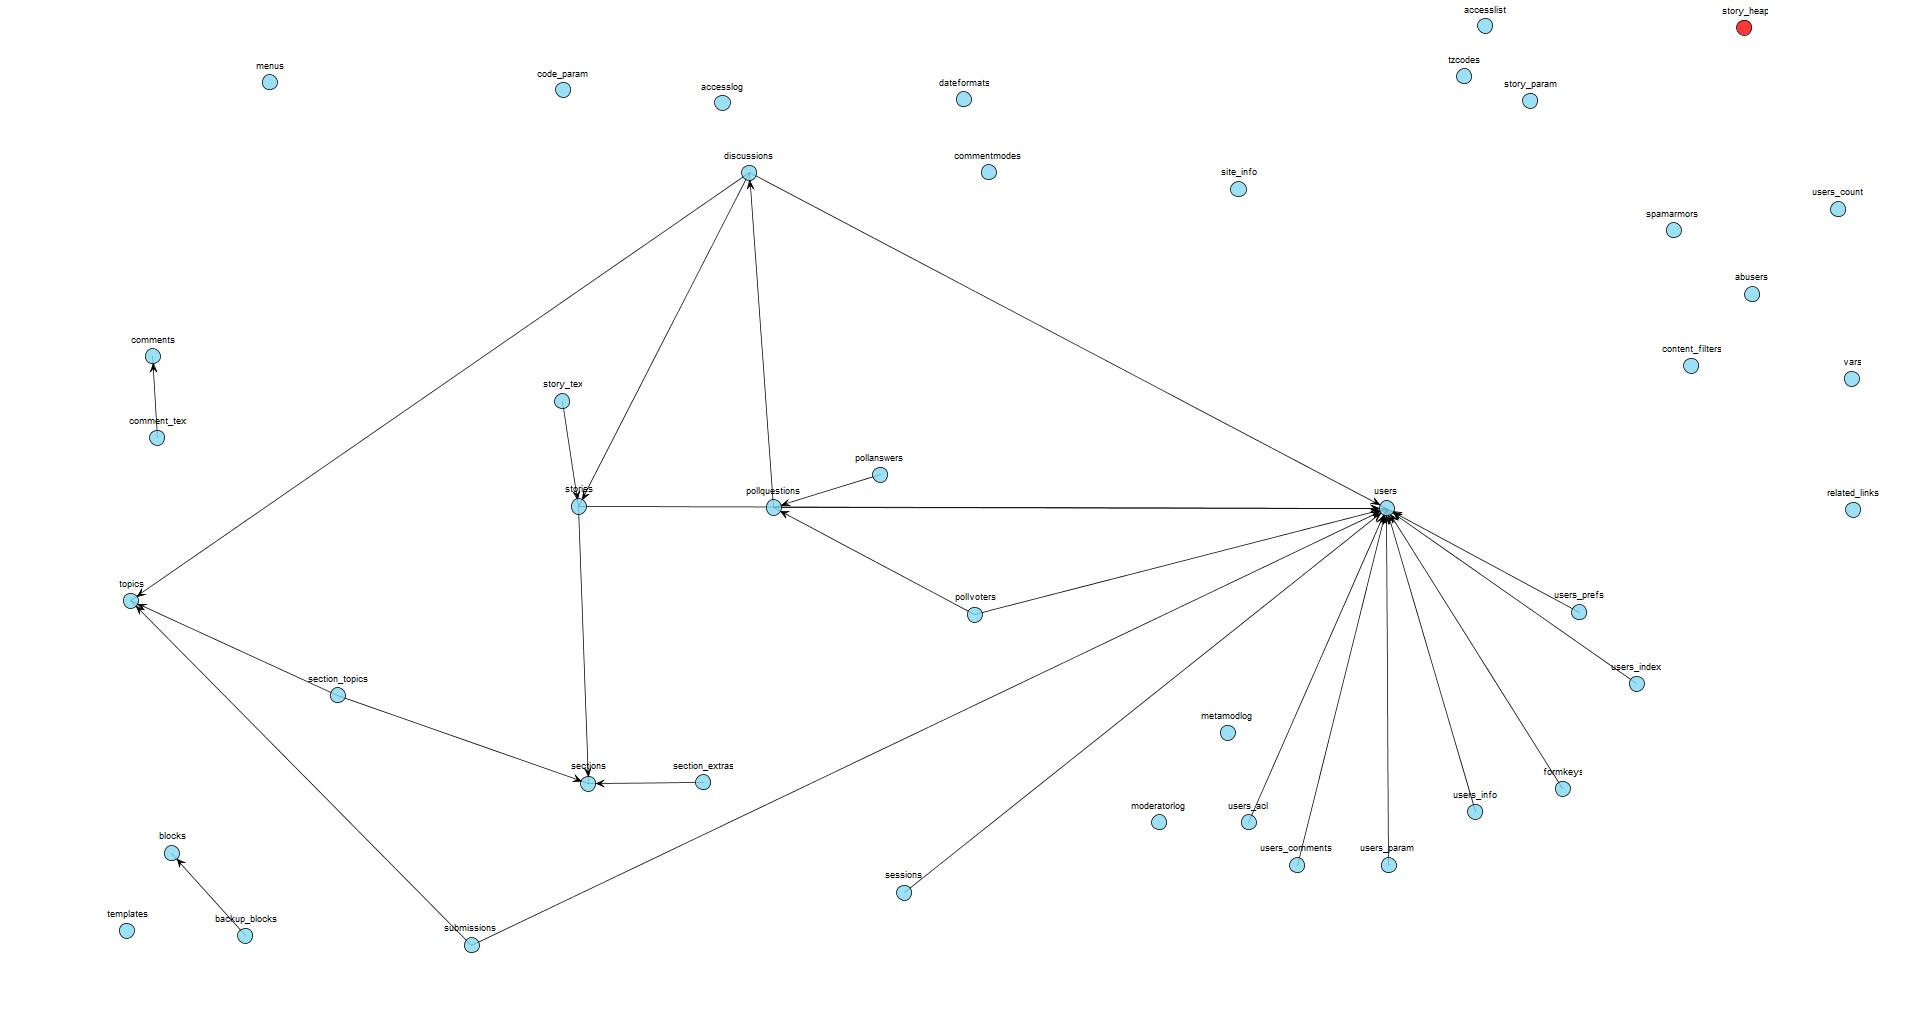 accesslist
story_heap
tzcodes
menus
code_param
story_param
dateformats
accesslog
discussions
commentmodes
site_info
users_count
spamarmors
abusers
comments
content_filters
vars
story_tex
comment_tex
pollanswers
stories
pollquestions
users
related_links
topics
pollvoters
users_prefs
users_index
section_topics
metamodlog
sections
section_extras
formkeys
users_info
moderatorlog
users_acl
blocks
users_comments
users_param
sessions
templates
backup_blocks
submissions